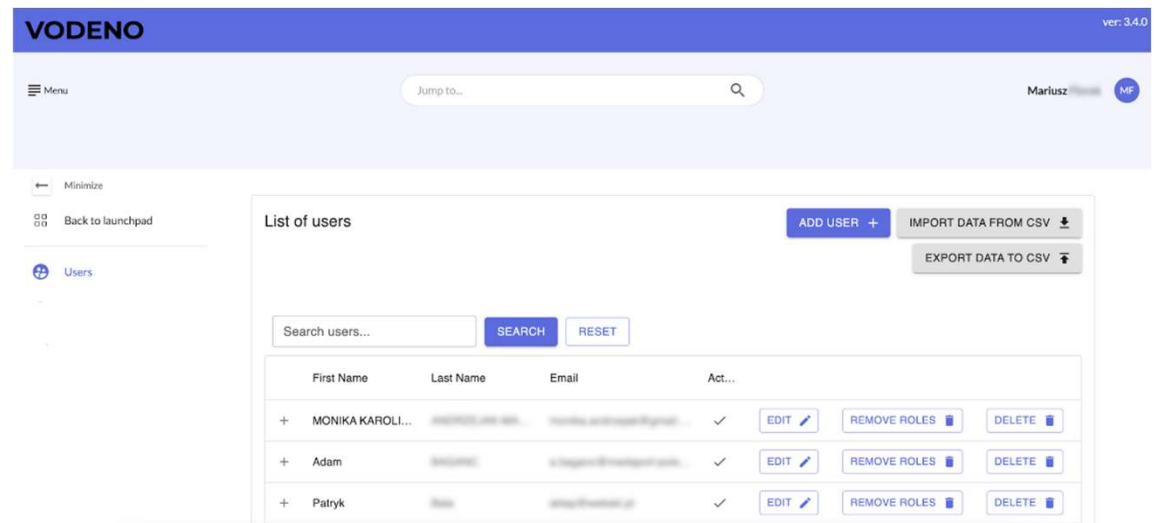 VODENO
ver: 3.4.0
Menu
Jump to...
Mariusz
MF
Minimize
Back to launchpad
Users
List of users
ADD USER +
IMPORT DATA FROM CSV
EXPORT DATA TO CSV
Search users...
SEARCH
RESET
First Name Last Name Email Act...
+ MONIKA KAROLI... EDIT REMOVE ROLES DELETE
+ Adam EDIT REMOVE ROLES DELETE
+ Patryk EDIT REMOVE ROLES DELETE